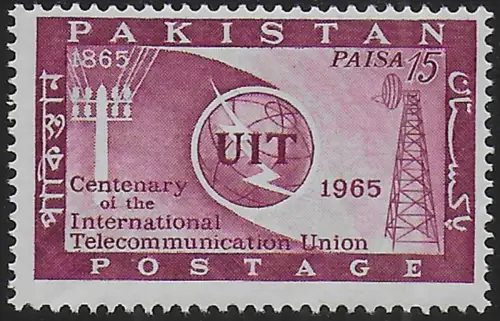 PAKISTAN
1865
PAISA 15
পাকিস্তান
پاکستان
UIT
1965
Centenary
of the
International
Telecommunication Union
POSTAGE